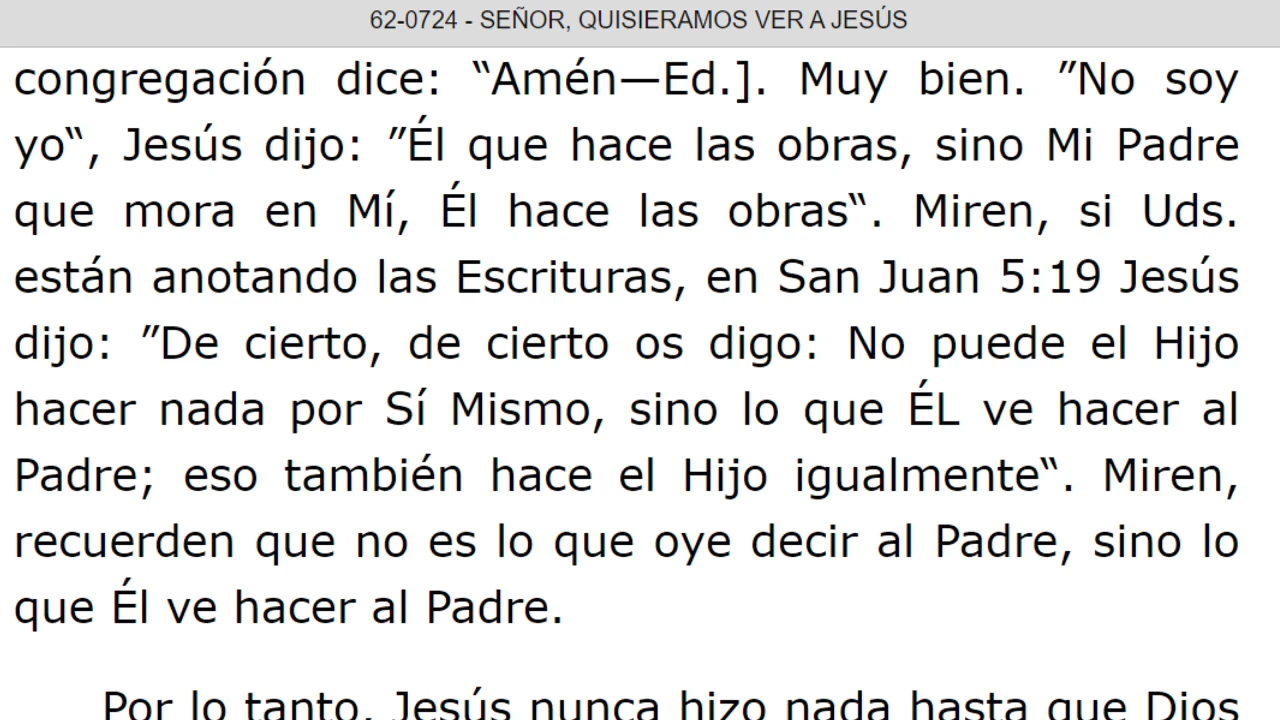 62-0724 - SEÑOR, QUISIERAMOS VER A JESÚS
congregación dice: “Amén—Ed.]. Muy bien. ”No soy
yo“, Jesús dijo: ”Él que hace las obras, sino Mi Padre
que mora en Mí, Él hace las obras“. Miren, si Uds.
están anotando las Escrituras, en San Juan 5:19 Jesús
dijo: ”De cierto, de cierto os digo: No puede el Hijo
hacer nada por Sí Mismo, sino lo que ÉL ve hacer al
Padre; eso también hace el Hijo igualmente“. Miren,
recuerden que no es lo que oye decir al Padre, sino lo
que Él ve hacer al Padre.
Por lo tanto, Jesús nunca hizo nada hasta que Dios